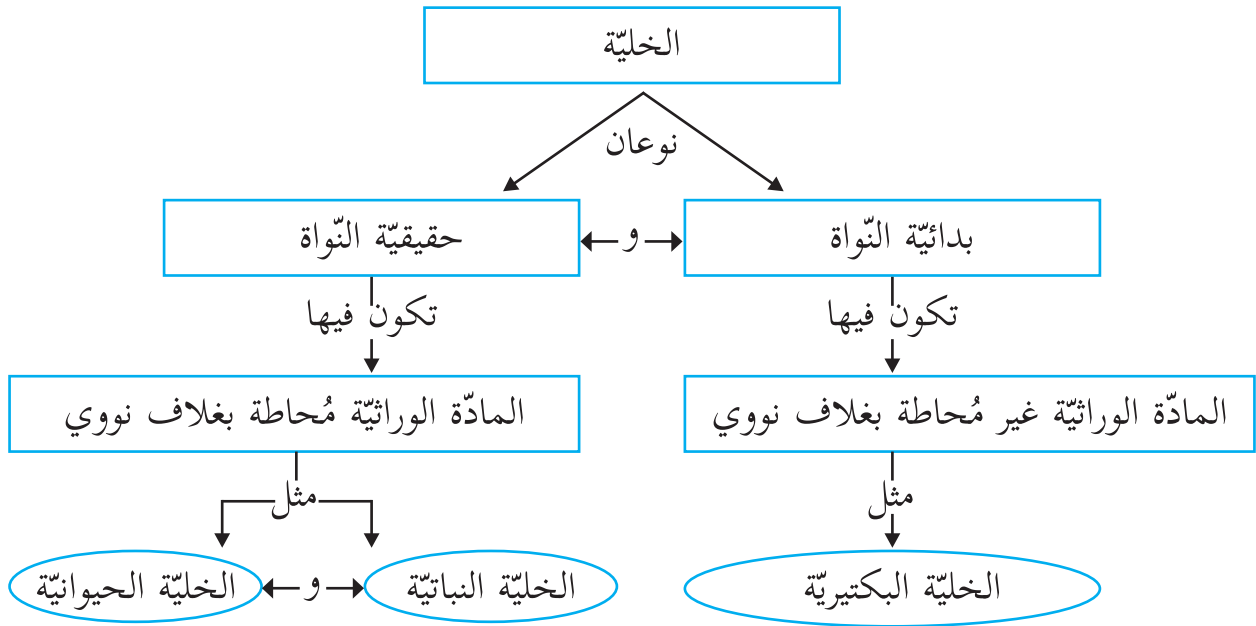 الخليّة
نوعان
بدائيّة النّواة
و
حقيقيّة النّواة
تكون فيها
تكون فيها
المادّة الوراثيّة غير مُحاطة بغلاف نووي
المادّة الوراثيّة مُحاطة بغلاف نووي
مثل
مثل
الخليّة البكتيريّة
الخليّة النباتيّة
و
الخليّة الحيوانيّة